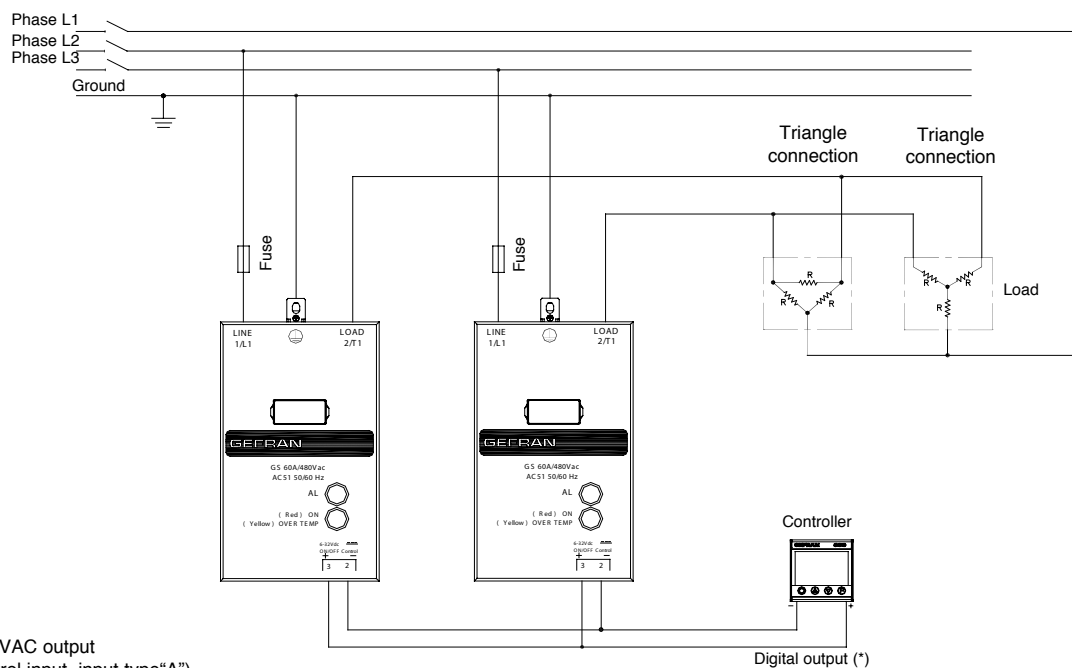 Phase L1
Phase L2
Phase L3
Ground
Triangle
connection
Triangle
connection
Fuse
Fuse
R
R
R
R
R
R
Load
LINE
1/L1
LOAD
2/T1
LINE
1/L1
LOAD
2/T1
GEFRAN
GS 60A/480Vac
AC51 50/60 Hz
AL
( Red ) ON
( Yellow ) OVER TEMP
6-32Vdc
ON/OFF Control
+ −
3 2
GEFRAN
GS 60A/480Vac
AC51 50/60 Hz
AL
( Red ) ON
( Yellow ) OVER TEMP
6-32Vdc
ON/OFF Control
+ −
3 2
Controller
GEFRAN
− +
VAC output
rol input, input type“A”)
Digital output (*)